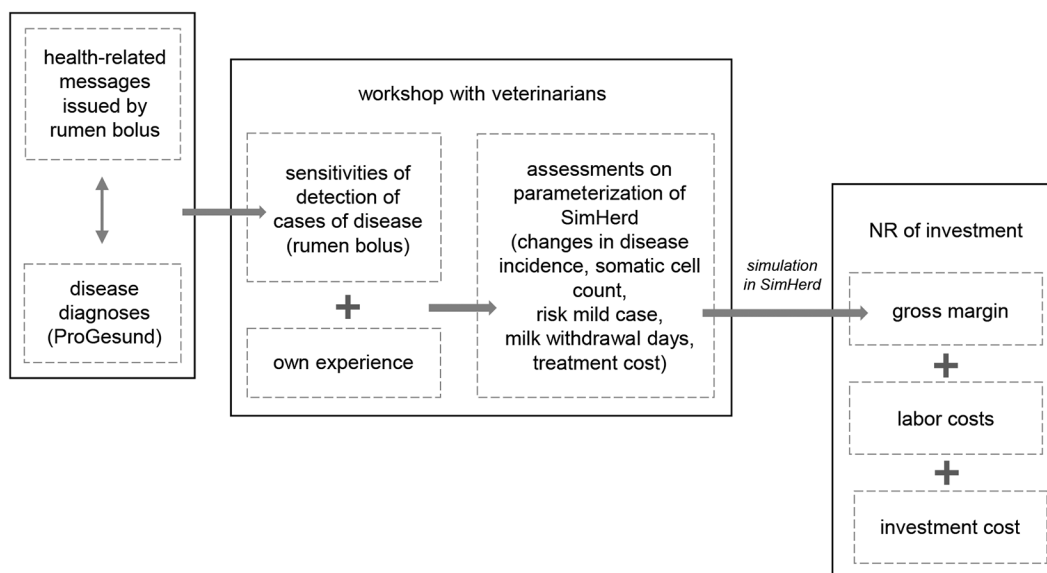 health-related
messages
issued by
rumen bolus
disease
diagnoses
(ProGesund)
workshop with veterinarians
sensitivities of
detection of
cases of disease
(rumen bolus)
+
own experience
assessments on
parameterization of
SimHerd
(changes in disease
incidence, somatic cell
count,
risk mild case,
milk withdrawal days,
treatment cost)
simulation
in SimHerd
NR of investment
gross margin
+
labor costs
+
investment cost